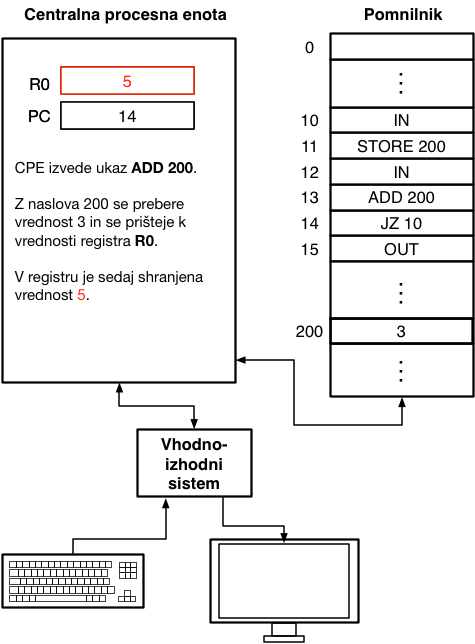 Centralna procesna enota
R0
5
PC
14
CPE izvede ukaz ADD 200.
Z naslova 200 se prebere
vrednost 3 in se prišteje k
vrednosti registra R0.
V registru je sedaj shranjena
vrednost 5.
Pomnilnik
0
10 IN
11 STORE 200
12 IN
13 ADD 200
14 JZ 10
15 OUT
200 3
Vhodno-
izhodni
sistem